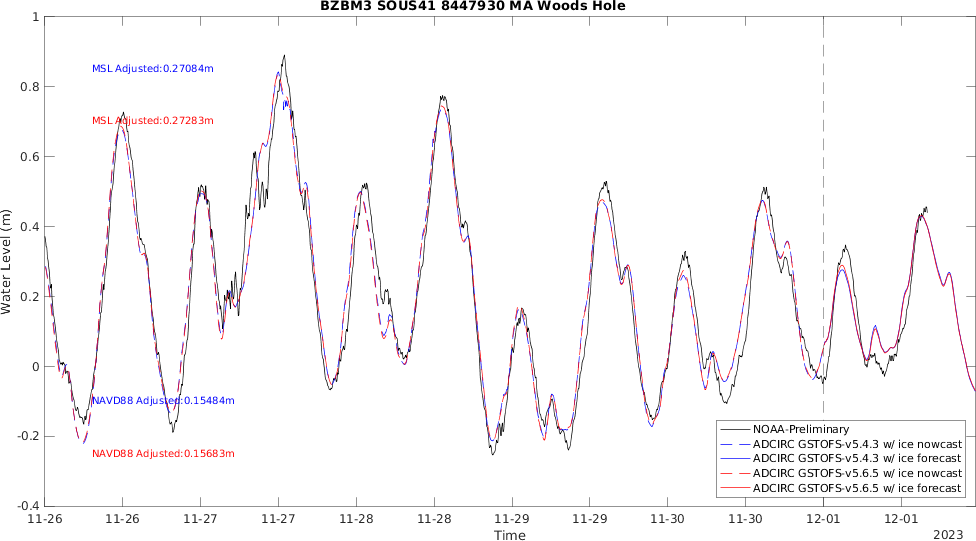 BZBM3 SOUS41 8447930 MA Woods Hole
1
0.8
0.6
0.4
0.2
0
-0.2
-0.4
Water Level (m)
MSL Adjusted:0.27084m
MSL Adjusted:0.27283m
NAVD88 Adjusted:0.15484m
NAVD88 Adjusted:0.15683m
NOAA-Preliminary
ADCIRC GSTOFS-v5.4.3 w/ ice nowcast
ADCIRC GSTOFS-v5.4.3 w/ ice forecast
ADCIRC GSTOFS-v5.6.5 w/ ice nowcast
ADCIRC GSTOFS-v5.6.5 w/ ice forecast
11-26 11-26 11-27 11-27 11-28 11-28 11-29 11-29 11-30 11-30 12-01 12-01
Time
2023